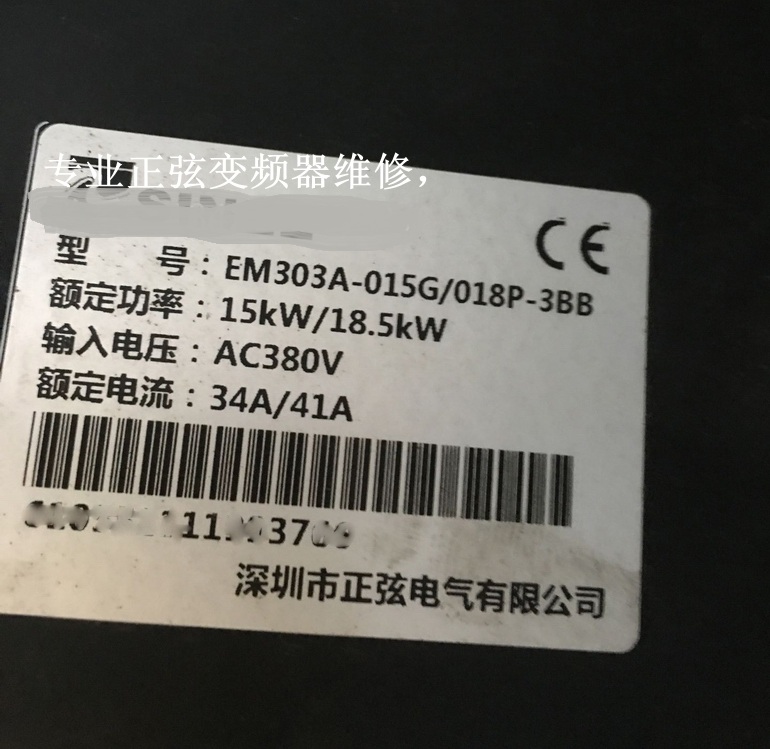 专业正弦变频器维修，
CE
型 号：EM303A-015G/018P-3BB
额定功率：15kW/18.5kW
输入电压：AC380V
额定电流：34A/41A
深圳市正弦电气有限公司